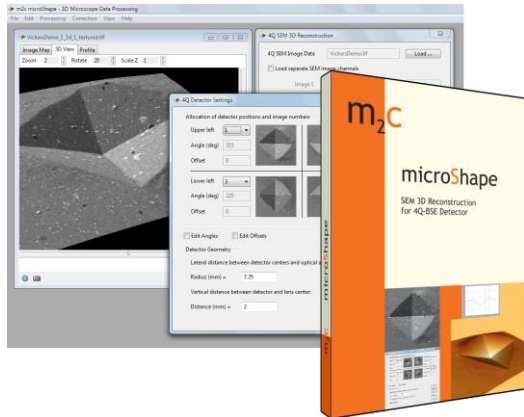 m2c microShape - 3D Microscope Data Processing
File Edit Processing Correction View Help
VickersDemo_1_3d_1_textured.tif
Image Map 3D View Profile
Zoom 2 Rotate 20 Scale Z 3
4Q SEM 3D Reconstruction
4Q SEM Image Data VickersDemo.tif Load ...
Load separate SEM image channels
Image 1
4Q Detector Settings
Allocation of detector positions and image numbers
Upper left 1
Angle (deg) 315
Offset 0
Lower left 3
Angle (deg) 225
Offset 0
Edit Angles Edit Offsets
Detector Geometry
Lateral distance between detector centers and optical
Radius (mm) = 7.35
Vertical distance between detector and lens center:
Distance (mm) = 2
m2c
microShape
SEM 3D Reconstruction
for 4Q-BSE Detector
microShape
m2c